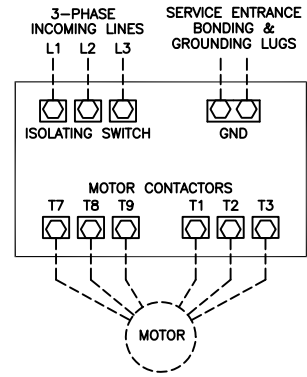 3-PHASE
INCOMING LINES
L1 L2 L3
SERVICE ENTRANCE
BONDING &
GROUNDING LUGS
ISOLATING SWITCH
GND
MOTOR CONTACTORS
T7 T8 T9 T1 T2 T3
MOTOR